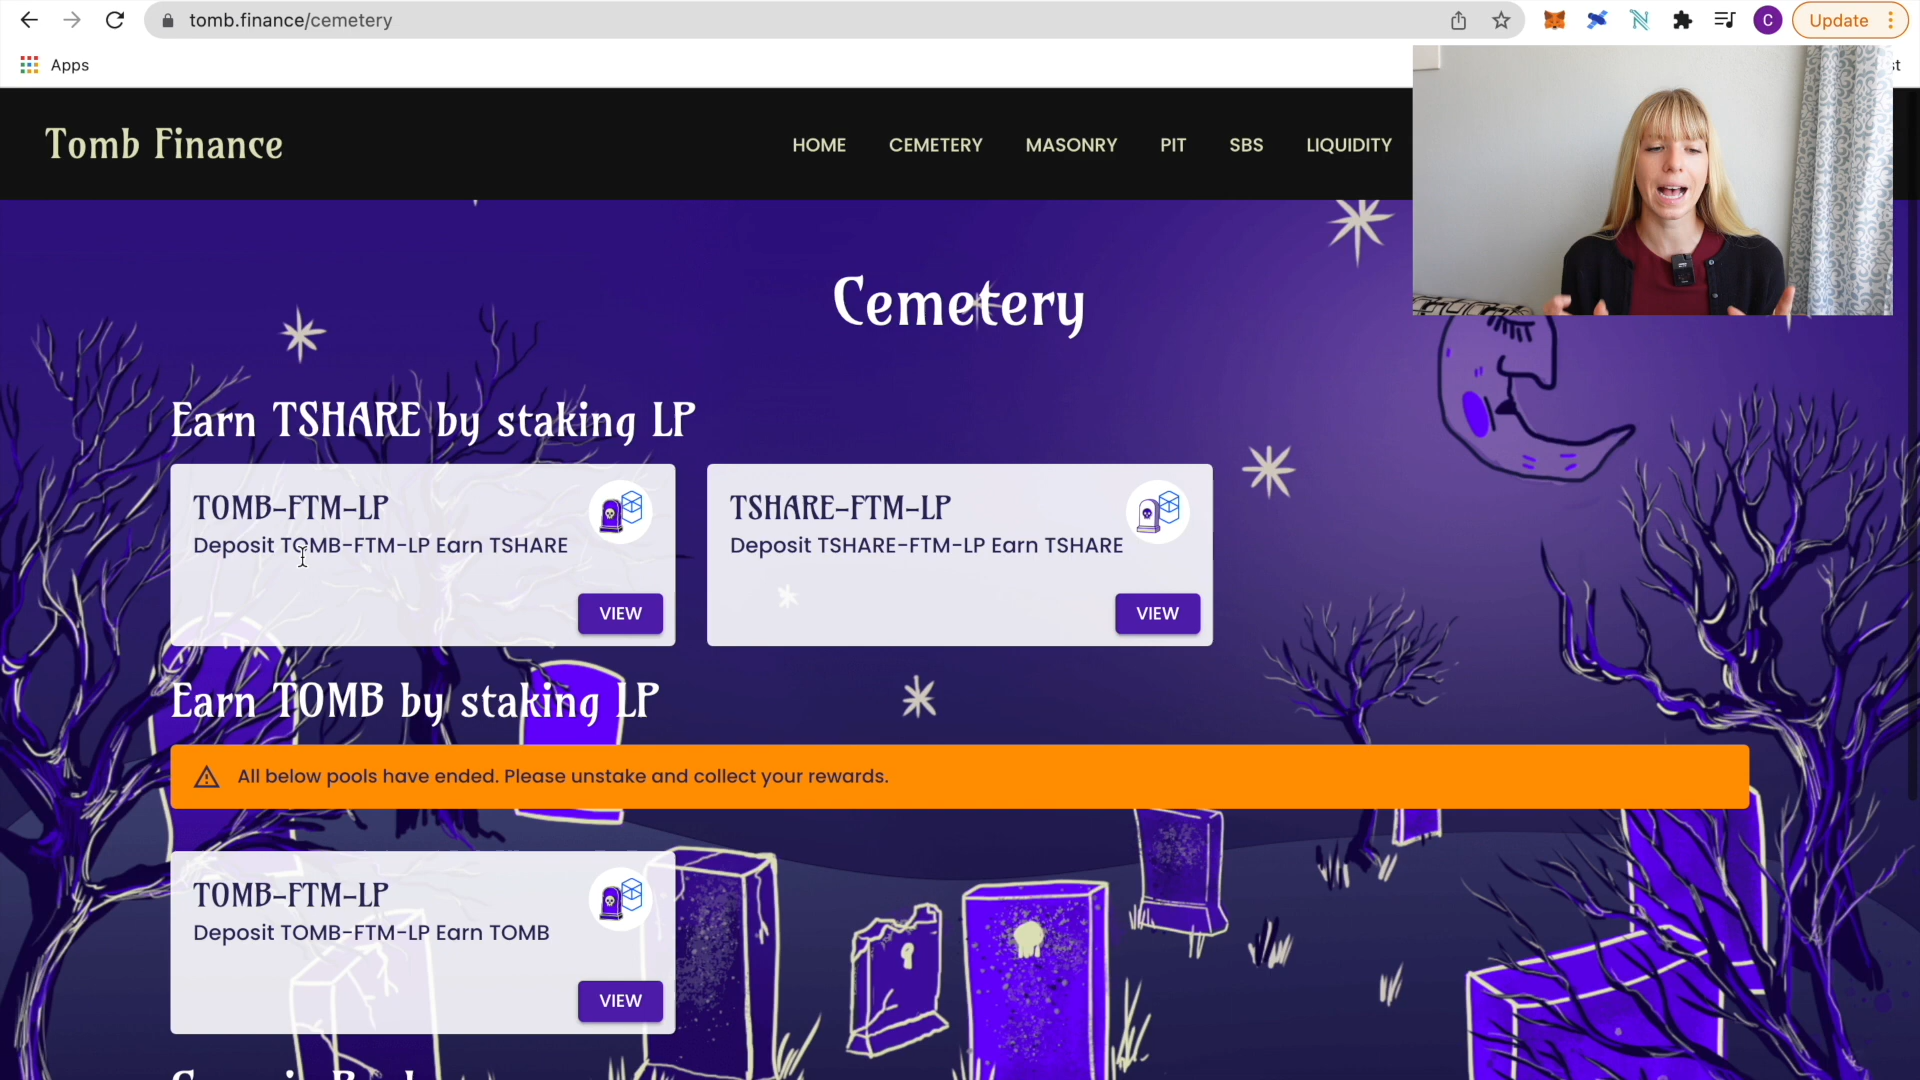 tomb.finance/cemetery
C
Update
Apps
Tomb Finance
HOME CEMETERY MASONRY PIT SBS LIQUIDITY
Cemetery
Earn TSHARE by staking LP
TOMB-FTM-LP
Deposit TOMB-FTM-LP Earn TSHARE
VIEW
TSHARE-FTM-LP
Deposit TSHARE-FTM-LP Earn TSHARE
VIEW
Earn TOMB by staking LP
All below pools have ended. Please unstake and collect your rewards.
TOMB-FTM-LP
Deposit TOMB-FTM-LP Earn TOMB
VIEW